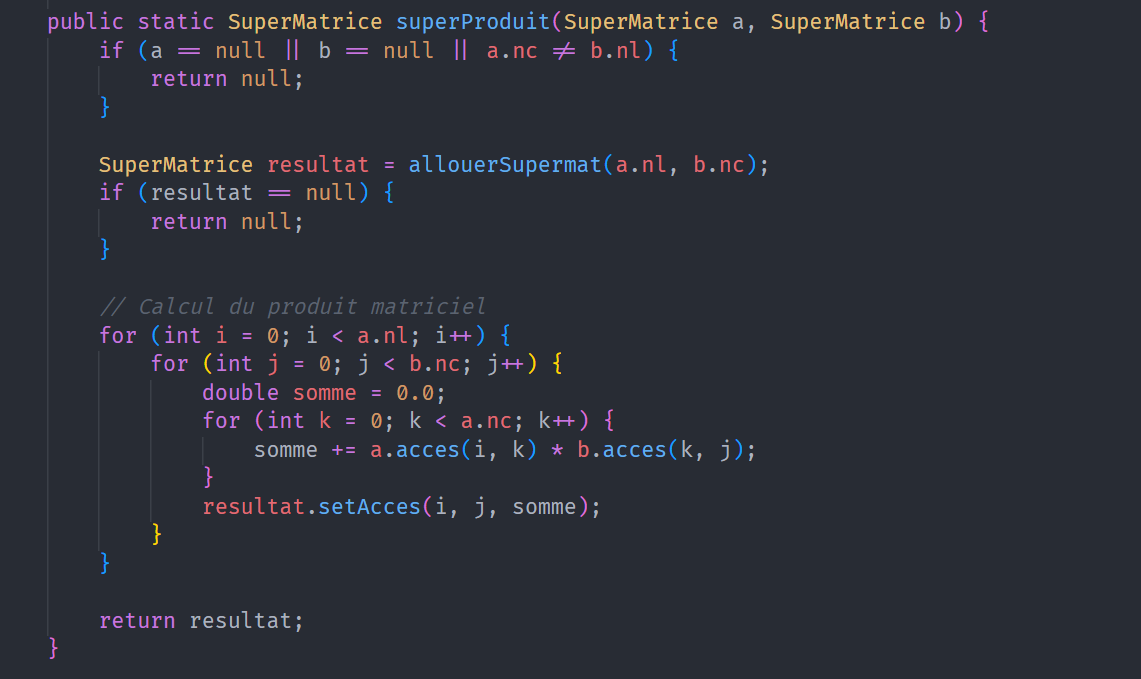 public static SuperMatrice superProduit(SuperMatrice a, SuperMatrice b) {
    if (a == null || b == null || a.nc != b.nl) {
        return null;
    }

    SuperMatrice resultat = allouerSupermat(a.nl, b.nc);
    if (resultat == null) {
        return null;
    }

    // Calcul du produit matriciel
    for (int i = 0; i < a.nl; i++) {
        for (int j = 0; j < b.nc; j++) {
            double somme = 0.0;
            for (int k = 0; k < a.nc; k++) {
                somme += a.acces(i, k) * b.acces(k, j);
            }
            resultat.setAcces(i, j, somme);
        }
    }

    return resultat;
}